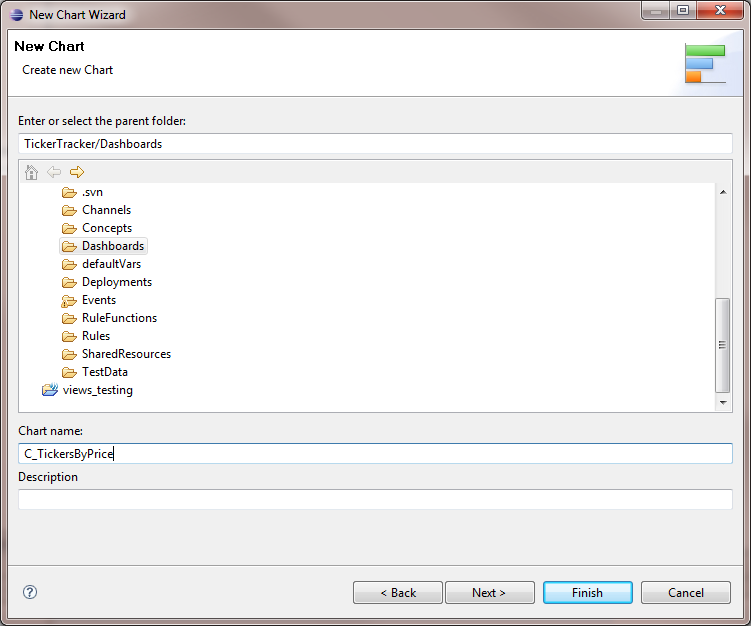 New Chart Wizard
New Chart
Create new Chart
Enter or select the parent folder:
TickerTracker/Dashboards
.svn
Channels
Concepts
Dashboards
defaultVars
Deployments
Events
RuleFunctions
Rules
SharedResources
TestData
views_testing
Chart name:
C_TickersByPrice
Description
? < Back Next > Finish Cancel